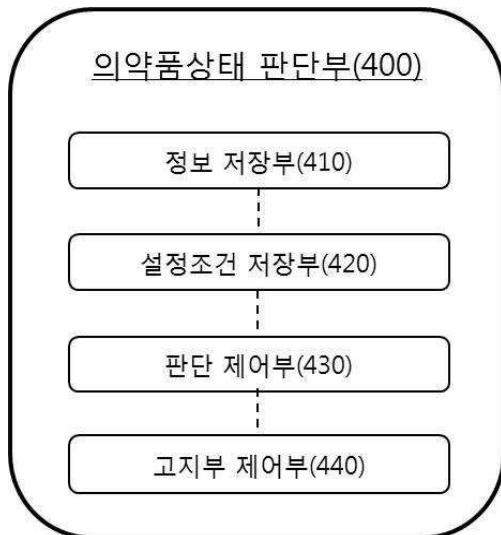 의약품상태 판단부(400)
정보 저장부(410)
설정조건 저장부(420)
판단 제어부(430)
고지부 제어부(440)